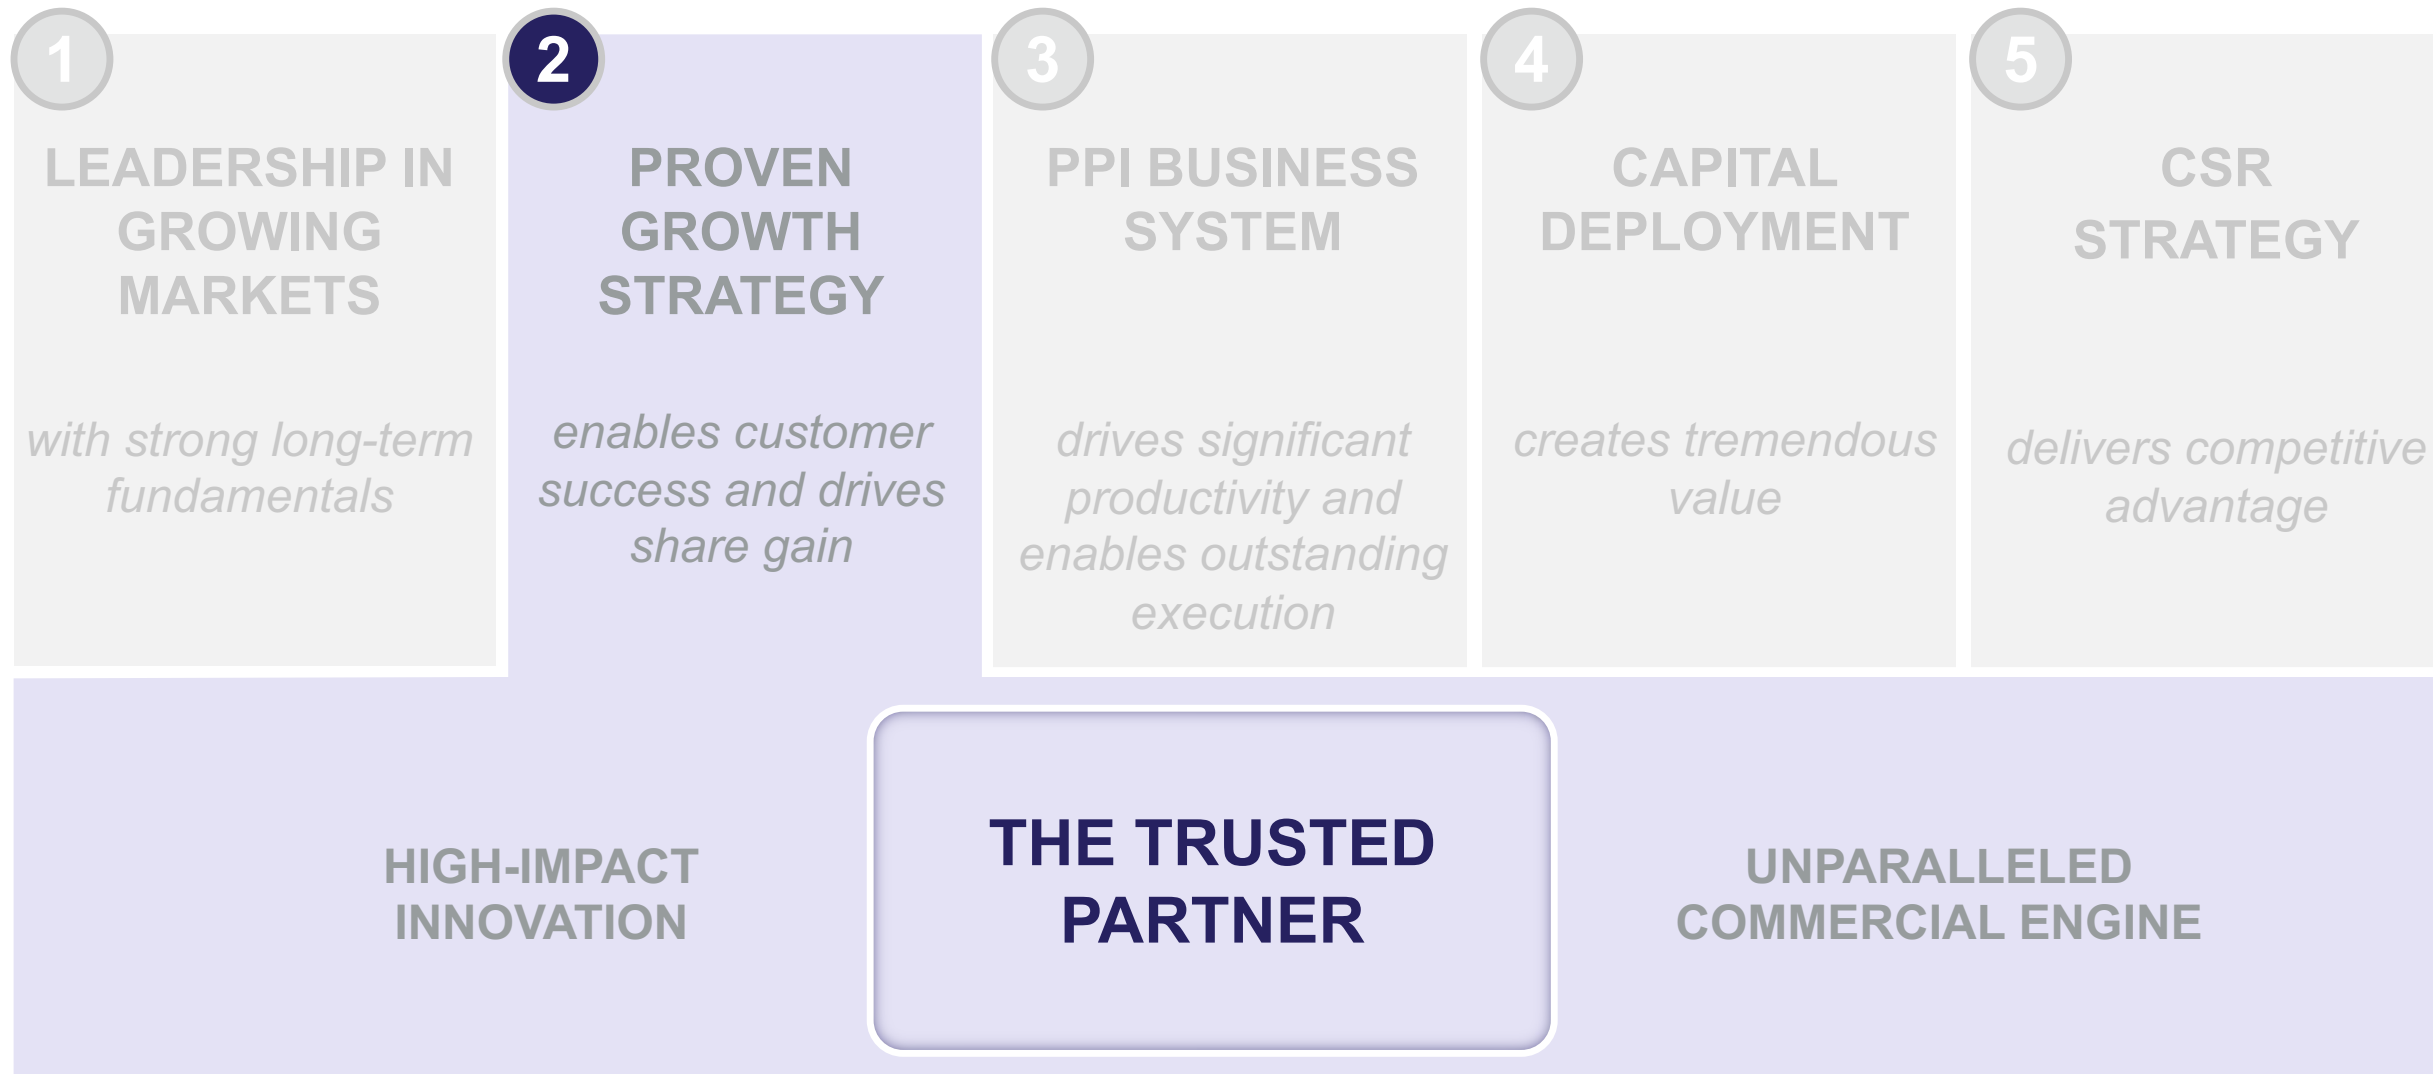 1
LEADERSHIP IN
GROWING
MARKETS
with strong long-term
fundamentals
2
PROVEN
GROWTH
STRATEGY
enables customer
success and drives
share gain
3
PPI BUSINESS
SYSTEM
drives significant
productivity and
enables outstanding
execution
4
CAPITAL
DEPLOYMENT
creates tremendous
value
5
CSR
STRATEGY
delivers competitive
advantage
HIGH-IMPACT
INNOVATION
THE TRUSTED
PARTNER
UNPARALLELED
COMMERCIAL ENGINE